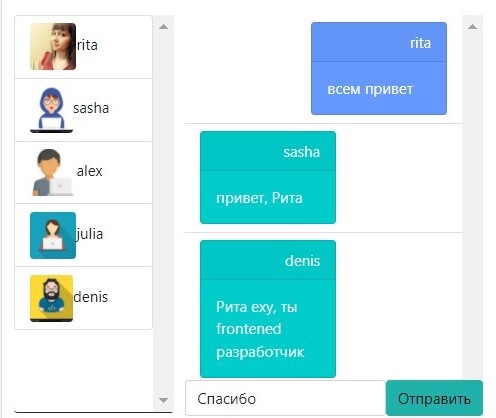 rita
sasha
alex
julia
denis
rita
всем привет
sasha
привет, Рита
denis
Рита еху, ты
frontened
разработчик
Спасибо
Отправить